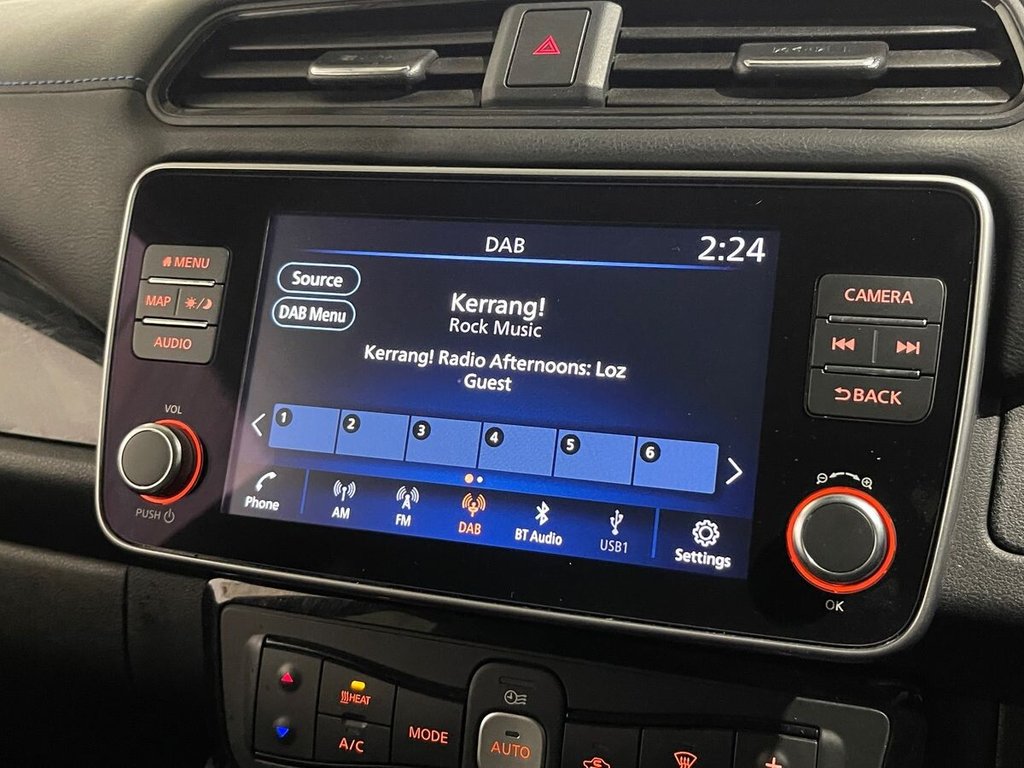 DAB
2:24
MENU
MAP
AUDIO
VOL
PUSH
Source
DAB Menu
Kerrang!
Rock Music
Kerrang! Radio Afternoons: Loz
Guest
1 2 3 4 5 6
Phone
AM
FM
DAB
BT Audio
USB1
Settings
CAMERA
BACK
OK
HEAT
A/C
MODE
AUTO
+